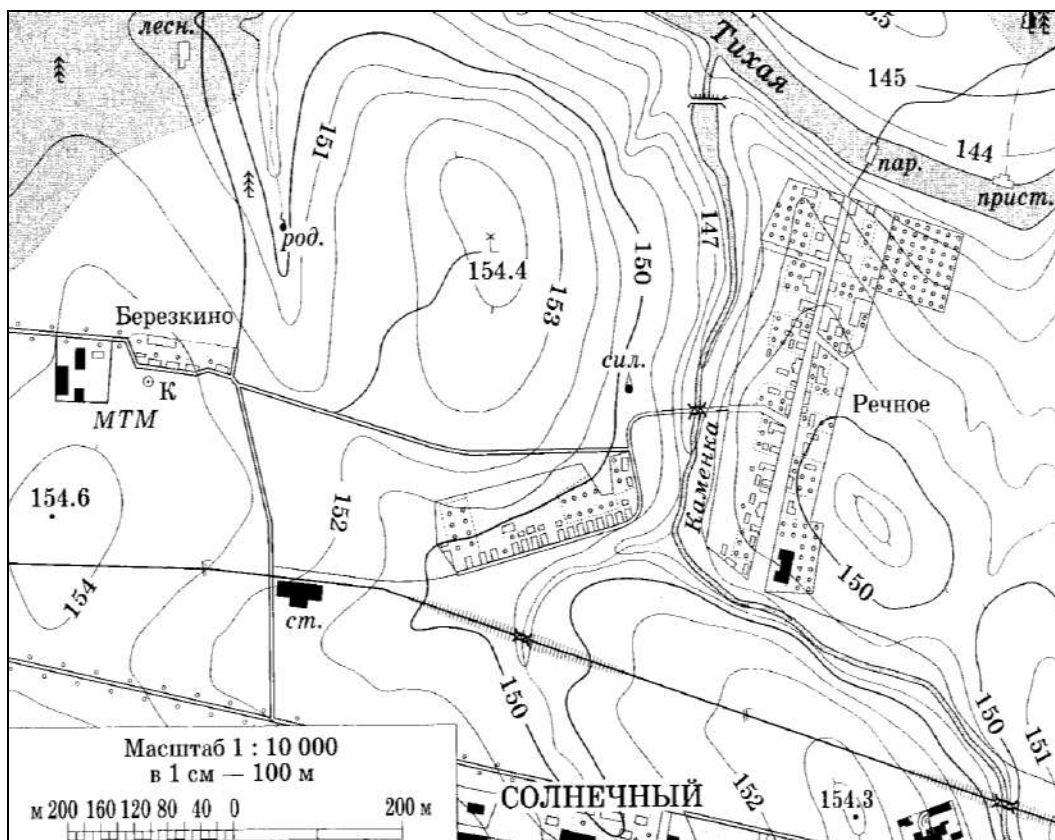 лесн.
Тихая
145
144
пар.
прист.
151
род.
154.4
147
150
153
Березкино
сил.
К
МТМ
Речное
Каменка
154.6
152
154
ст.
150
150
150
151
Масштаб 1 : 10 000
в 1 см — 100 м
м 200 160 120 80 40 0 200 м
СОЛНЕЧНЫЙ
152
154.3